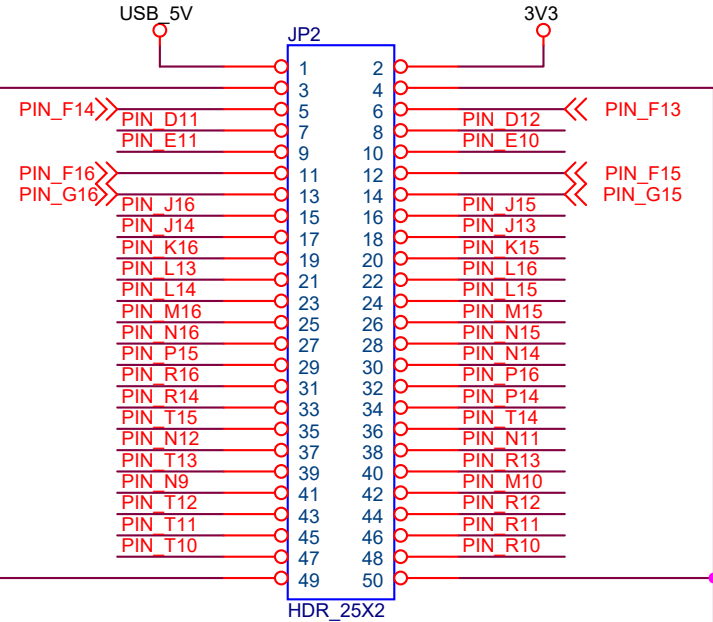 USB_5V 3V3
JP2
1 2
3 4
PIN_F14 5 6 PIN_F13
PIN_D11 7 8 PIN_D12
PIN_E11 9 10 PIN_E10
PIN_F16 11 12 PIN_F15
PIN_G16 13 14 PIN_G15
PIN_J16 15 16 PIN_J15
PIN_J14 17 18 PIN_J13
PIN_K16 19 20 PIN_K15
PIN_L13 21 22 PIN_L16
PIN_L14 23 24 PIN_L15
PIN_M16 25 26 PIN_M15
PIN_N16 27 28 PIN_N15
PIN_P15 29 30 PIN_N14
PIN_R16 31 32 PIN_P16
PIN_R14 33 34 PIN_P14
PIN_T15 35 36 PIN_T14
PIN_N12 37 38 PIN_N11
PIN_T13 39 40 PIN_R13
PIN_N9 41 42 PIN_M10
PIN_T12 43 44 PIN_R12
PIN_T11 45 46 PIN_R11
PIN_T10 47 48 PIN_R10
49 50
HDR_25X2